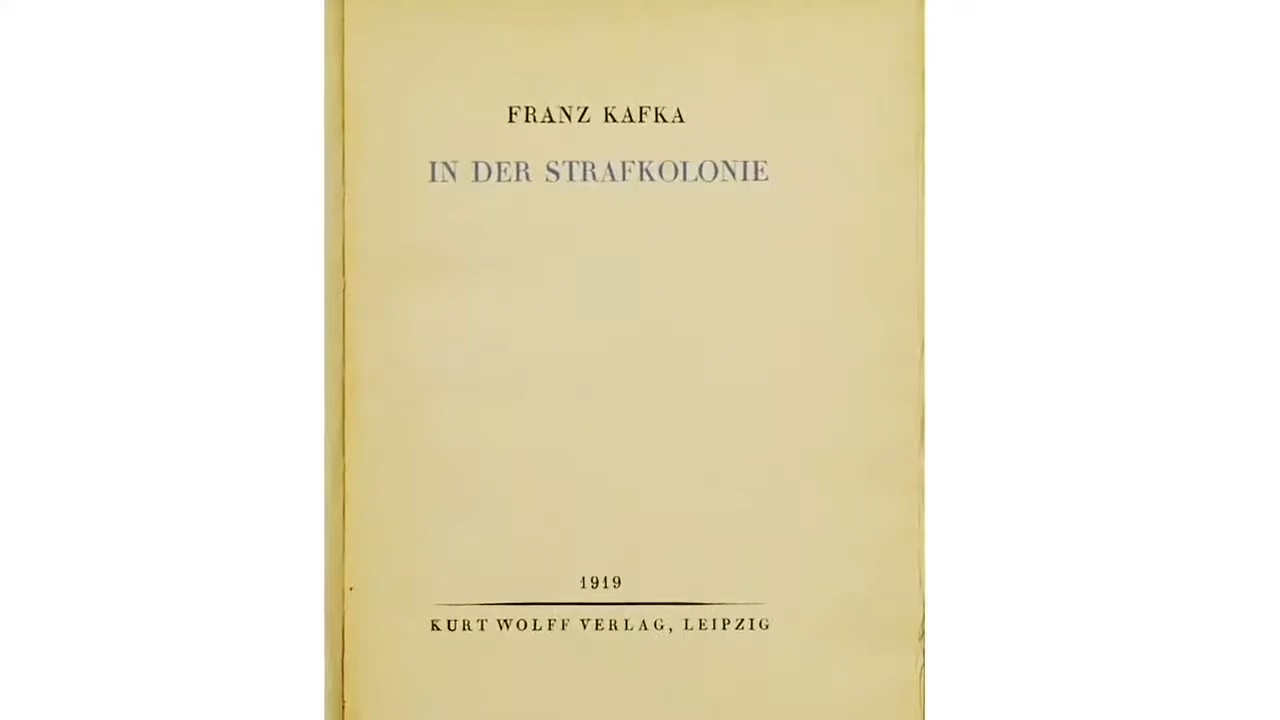 FRANZ KAFKA
IN DER STRAFKOLONIE
1919
KURT WOLFF VERLAG, LEIPZIG